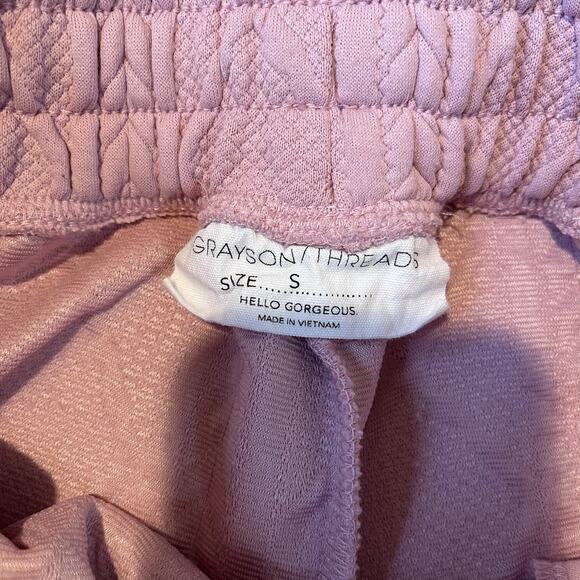 GRAYSON / THREADS
SIZE..........S....................
HELLO GORGEOUS.
MADE IN VIETNAM